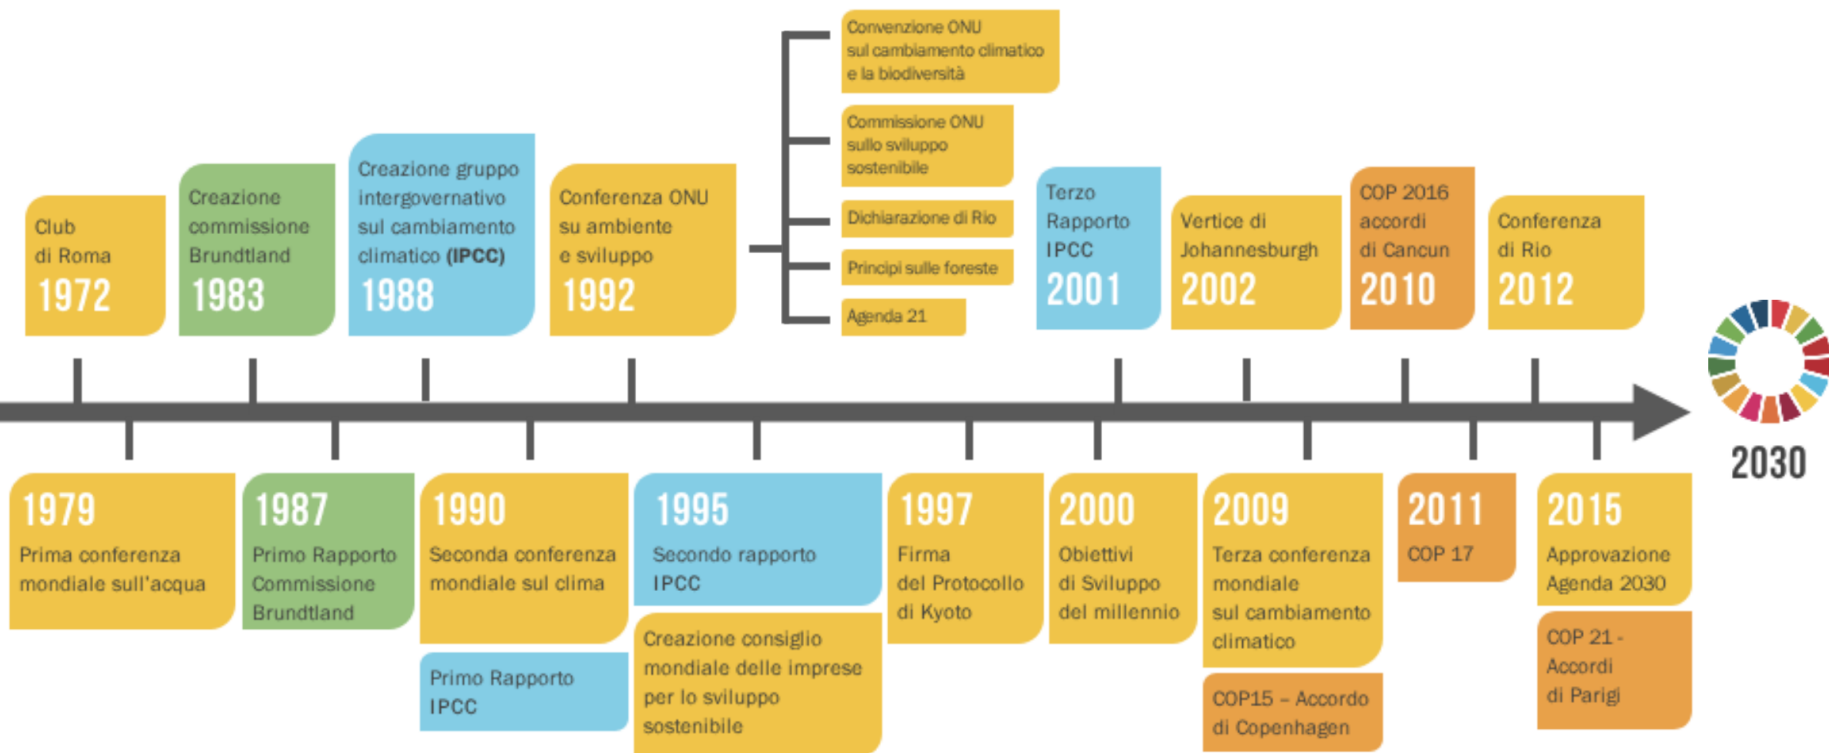 Convenzione ONU
sul cambiamento climatico
e la biodiversità
Commissione ONU
sullo sviluppo
sostenibile
Dichiarazione di Rio
Principi sulle foreste
Agenda 21
Club
di Roma
1972
Creazione
commissione
Brundtland
1983
Creazione gruppo
intergovernativo
sul cambiamento
climatico (IPCC)
1988
Conferenza ONU
su ambiente
e sviluppo
1992
Terzo
Rapporto
IPCC
2001
Vertice di
Johannesburgh
2002
COP 2016
accordi
di Cancun
2010
Conferenza
di Rio
2012
2030
1979
Prima conferenza
mondiale sull'acqua
1987
Primo Rapporto
Commissione
Brundtland
1990
Seconda conferenza
mondiale sul clima
Primo Rapporto
IPCC
1995
Secondo rapporto
IPCC
Creazione consiglio
mondiale delle imprese
per lo sviluppo
sostenibile
1997
Firma
del Protocollo
di Kyoto
2000
Obiettivi
di Sviluppo
del millennio
2009
Terza conferenza
mondiale
sul cambiamento
climatico
COP15 – Accordo
di Copenhagen
2011
COP 17
2015
Approvazione
Agenda 2030
COP 21 -
Accordi
di Parigi